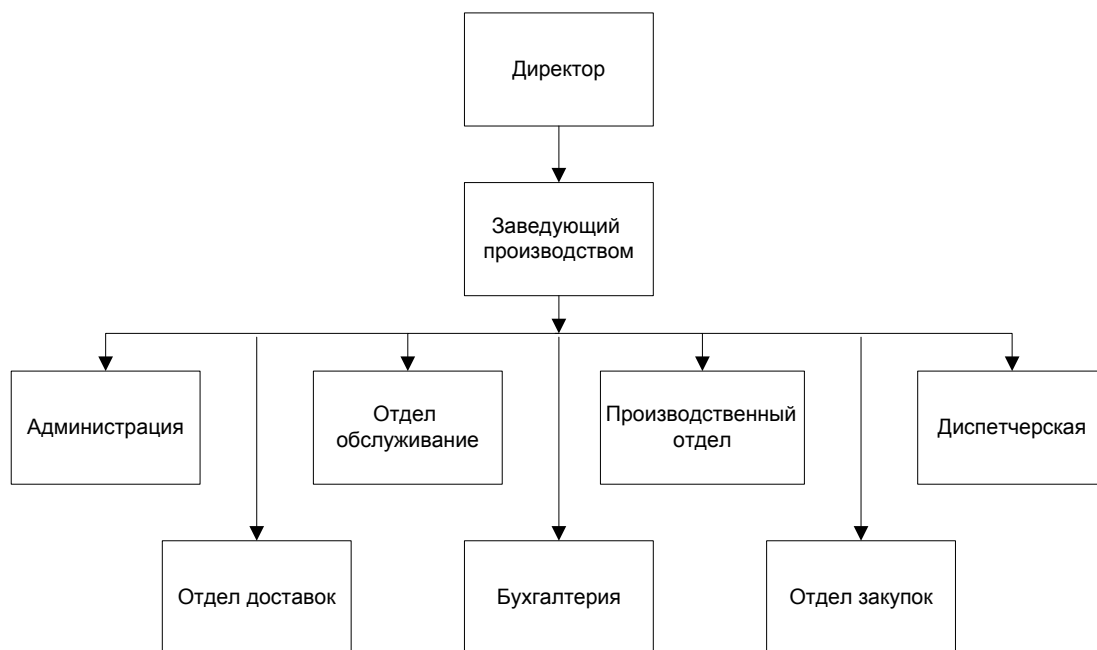 Директор
Заведующий
производством
Администрация
Отдел
обслуживание
Производственный
отдел
Диспетчерская
Отдел доставок
Бухгалтерия
Отдел закупок